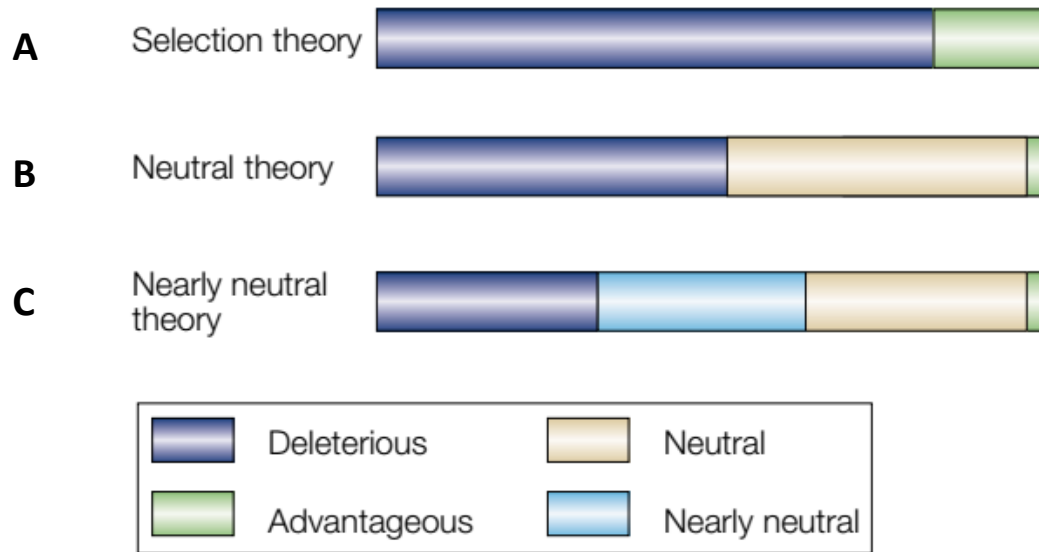 A Selection theory
B Neutral theory
C Nearly neutral
theory
Deleterious Neutral
Advantageous Nearly neutral